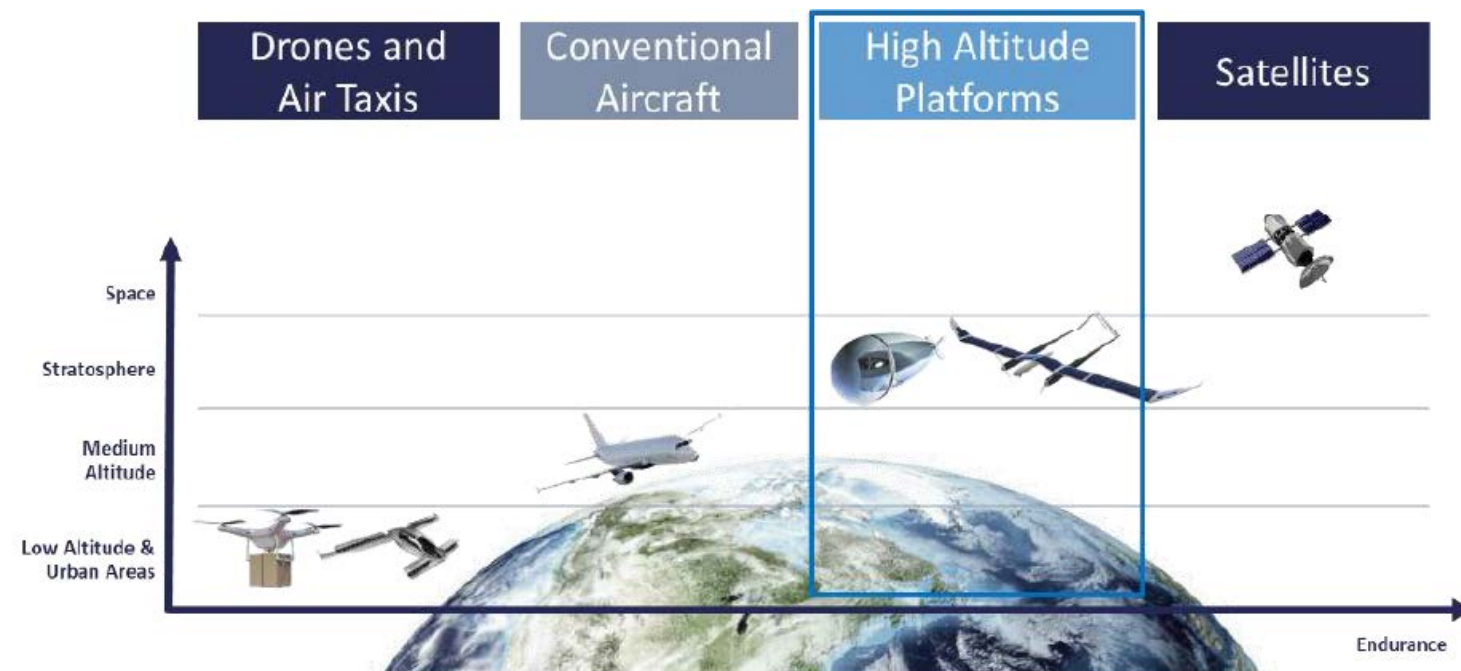 Drones and
Air Taxis
Conventional
Aircraft
High Altitude
Platforms
Satellites
Space
Stratosphere
Medium
Altitude
Low Altitude &
Urban Areas
Endurance